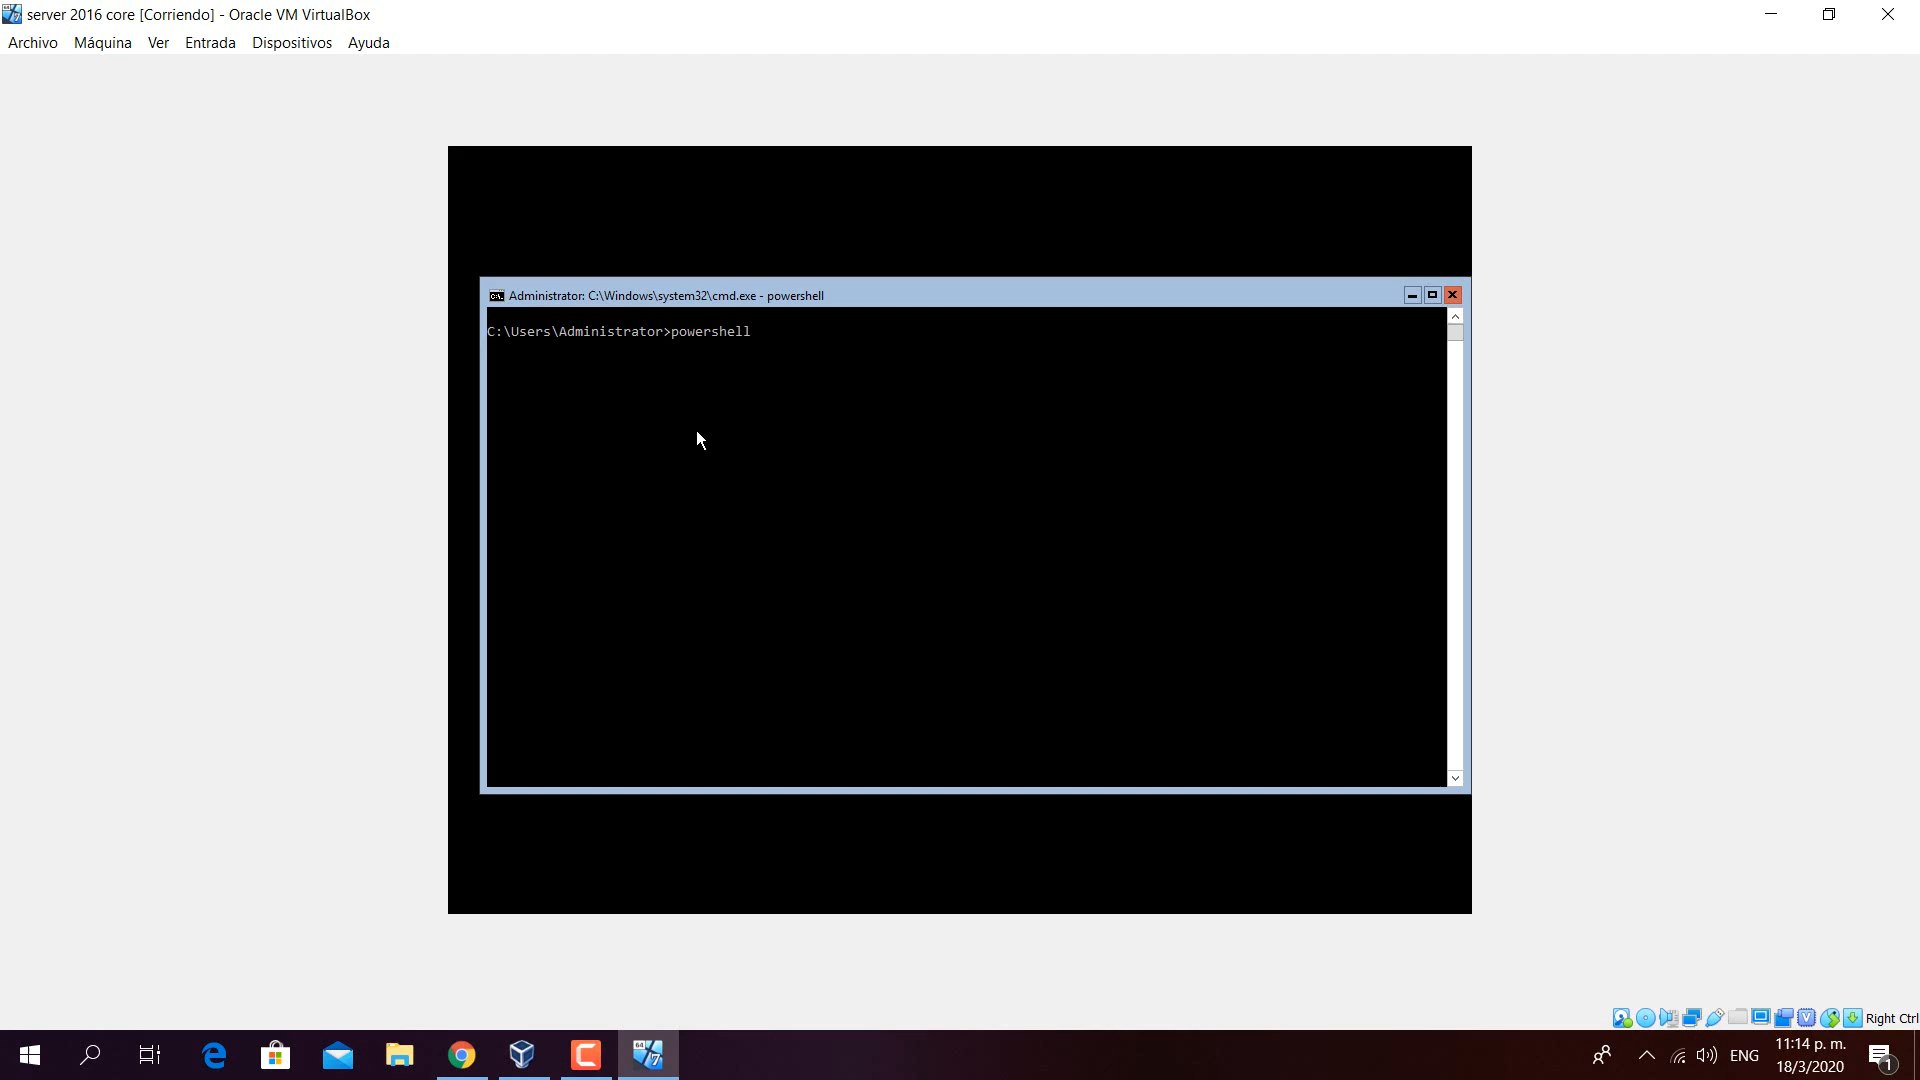 server 2016 core [Corriendo] - Oracle VM VirtualBox
Archivo Máquina Ver Entrada Dispositivos Ayuda
Administrator: C:\Windows\system32\cmd.exe - powershell
C:\Users\Administrator>powershell
Right Ctrl
ENG
11:14 p. m.
18/3/2020
1